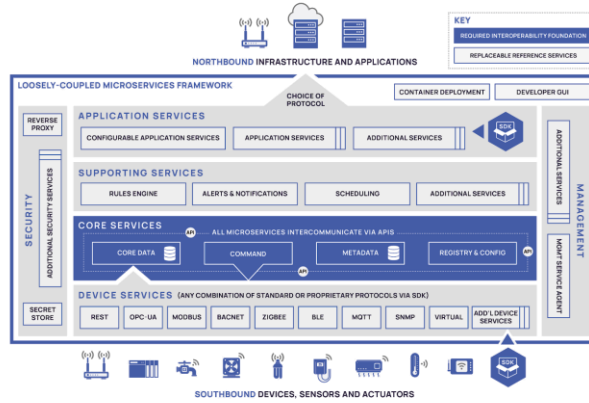 KEY
REQUIRED INTEROPERABILITY FOUNDATION
REPLACEABLE REFERENCE SERVICES
NORTHBOUND INFRASTRUCTURE AND APPLICATIONS
LOOSELY-COUPLED MICROSERVICES FRAMEWORK
CHOICE OF
PROTOCOL
CONTAINER DEPLOYMENT
DEVELOPER GUI
SECURITY
REVERSE
PROXY
ADDITIONAL SECURITY SERVICES
SECRET
STORE
APPLICATION SERVICES
CONFIGURABLE APPLICATION SERVICES
APPLICATION SERVICES
ADDITIONAL SERVICES
SDK
SUPPORTING SERVICES
RULES ENGINE
ALERTS & NOTIFICATIONS
SCHEDULING
ADDITIONAL SERVICES
CORE SERVICES
API
ALL MICROSERVICES INTERCOMMUNICATE VIA APIS
CORE DATA
COMMAND
METADATA
REGISTRY & CONFIG
API
API
DEVICE SERVICES (ANY COMBINATION OF STANDARD OR PROPRIETARY PROTOCOLS VIA SDK)
REST
OPC-UA
MODBUS
BACNET
ZIGBEE
BLE
MQTT
SNMP
VIRTUAL
ADD'L DEVICE
SERVICES
SDK
ADDITIONAL SERVICES
MGMT SERVICE AGENT
MANAGEMENT
SOUTHBOUND DEVICES, SENSORS AND ACTUATORS